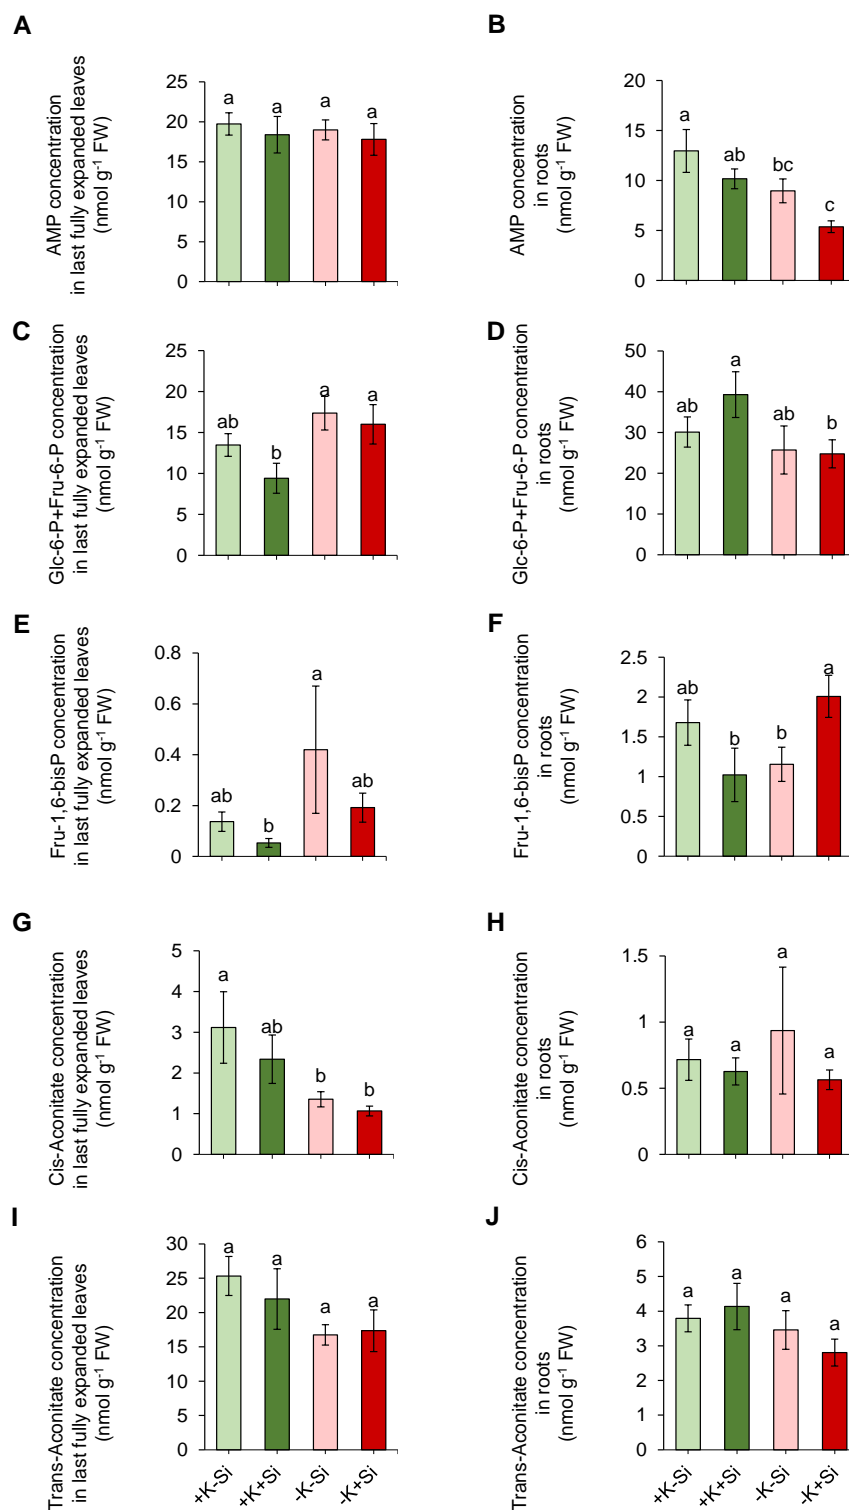 A
AMP concentration
in last fully expanded leaves
(nmol g-1 FW)
25
20
15
10
5
0
a
a
a
a
B
AMP concentration
in roots
(nmol g-1 FW)
20
15
10
5
0
a
ab
bc
c
C
Glc-6-P+Fru-6-P concentration
in last fully expanded leaves
(nmol g-1 FW)
25
20
15
10
5
0
ab
b
a
a
D
Glc-6-P+Fru-6-P concentration
in roots
(nmol g-1 FW)
50
40
30
20
10
0
ab
a
ab
b
E
Fru-1,6-bisP concentration
in last fully expanded leaves
(nmol g-1 FW)
0.8
0.6
0.4
0.2
0
ab
b
a
ab
F
Fru-1,6-bisP concentration
in roots
(nmol g-1 FW)
2.5
2
1.5
1
0.5
0
ab
b
b
a
G
Cis-Aconitate concentration
in last fully expanded leaves
(nmol g-1 FW)
5
4
3
2
1
0
a
ab
b
b
H
Cis-Aconitate concentration
in roots
(nmol g-1 FW)
1.5
1
0.5
0
a
a
a
a
I
Trans-Aconitate concentration
in last fully expanded leaves
(nmol g-1 FW)
30
25
20
15
10
5
0
a
a
a
a
+K-Si
+K+Si
-K-Si
-K+Si
J
Trans-Aconitate concentration
in roots
(nmol g-1 FW)
6
5
4
3
2
1
0
a
a
a
a
+K-Si
+K+Si
-K-Si
-K+Si